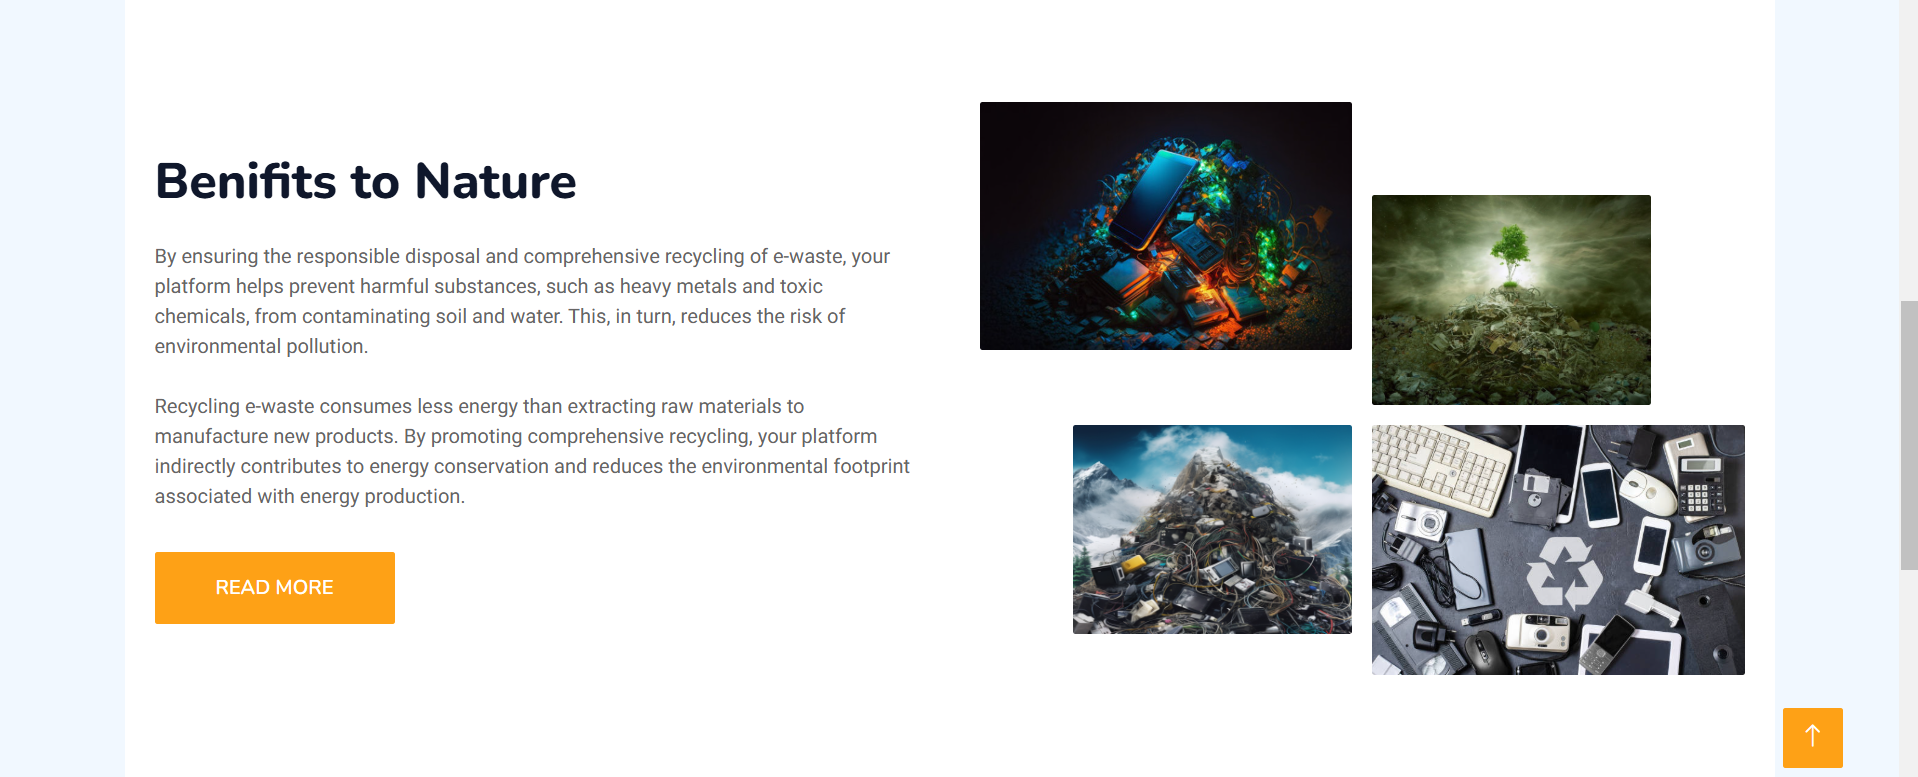 Benifits to Nature
By ensuring the responsible disposal and comprehensive recycling of e-waste, your
platform helps prevent harmful substances, such as heavy metals and toxic
chemicals, from contaminating soil and water. This, in turn, reduces the risk of
environmental pollution.
Recycling e-waste consumes less energy than extracting raw materials to
manufacture new products. By promoting comprehensive recycling, your platform
indirectly contributes to energy conservation and reduces the environmental footprint
associated with energy production.
READ MORE